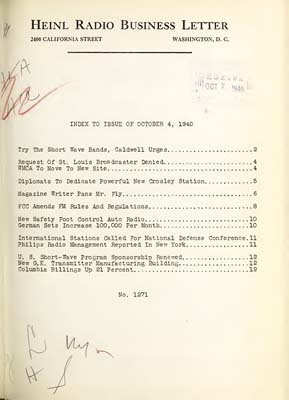 HEINL RADIO BUSINESS LETTER
2400 CALIFORNIA STREET WASHINGTON, D. C.
OCT 7 1940
INDEX TO ISSUE OF OCTOBER 4, 1940
Try The Short Wave Bands, Caldwell Urges....................2
Request Of St. Louis Broadcaster Denied.....................4
WMCA To Move To New Site....................................4
Diplomats To Dedicate Powerful New Crosley Station..........5
Magazine Writer Pans Mr. Fly................................6
FCC Amends FM Rules And Regulations.........................8
New Safety Foot Control Auto Radio..........................10
German Sets Increase 100,000 Per Month......................10
International Stations Called For National Defense Conference.11
Philips Radio Management Reported In New York...............11
U. S. Short-Wave Program Sponsorship Renewed................12
New G.E. Transmitter Manufacturing Building.................12
Columbia Billings Up 21 Percent.............................12
No. 1271